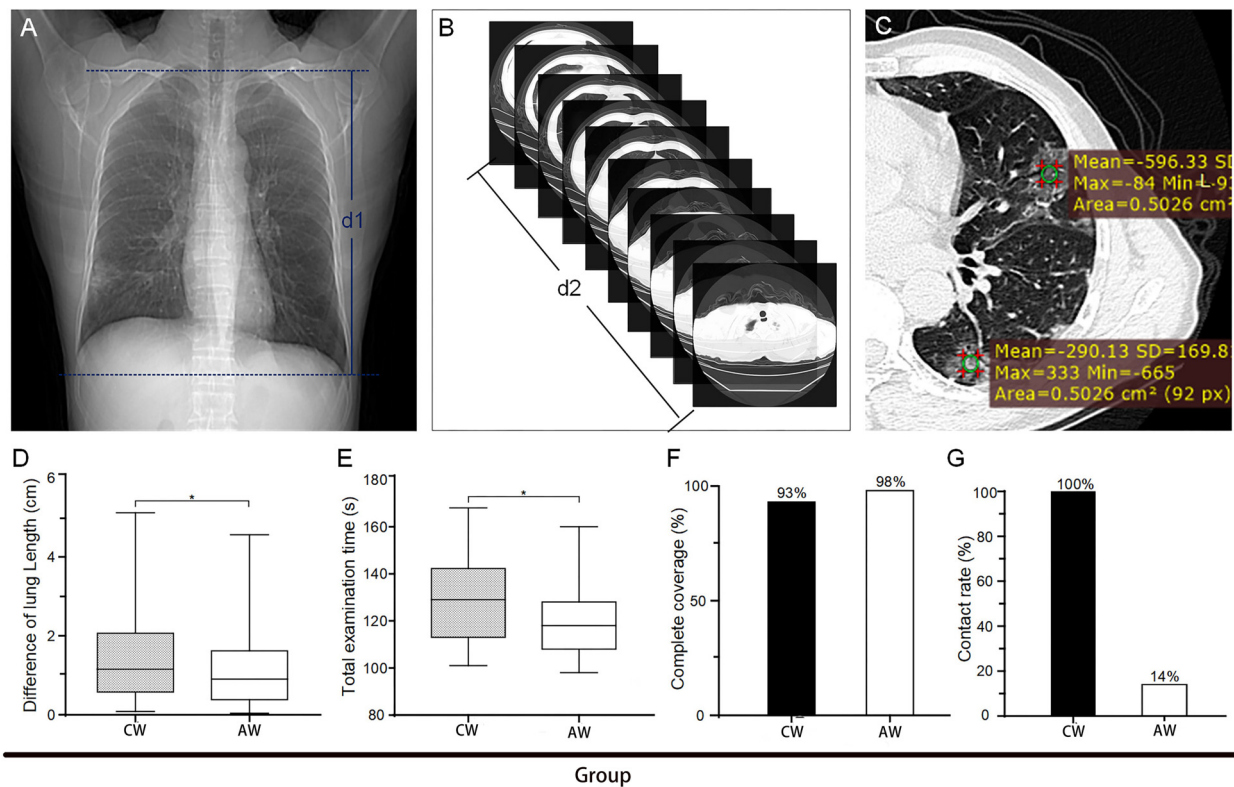 A
d1
B
d2
C
Mean=-596.33 SD
Max=-84 Min=-93
Area=0.5026 cm²
L
Mean=-290.13 SD=169.8
Max=333 Min=-665
Area=0.5026 cm² (92 px)
D
Difference of lung Length (cm)
6
4
2
0
*
CW
AW
E
Total examination time (s)
180
160
140
120
100
80
*
CW
AW
F
Complete coverage (%)
100
50
0
93%
98%
CW
AW
G
Contact rate (%)
100
80
60
40
20
0
100%
14%
CW
AW
Group